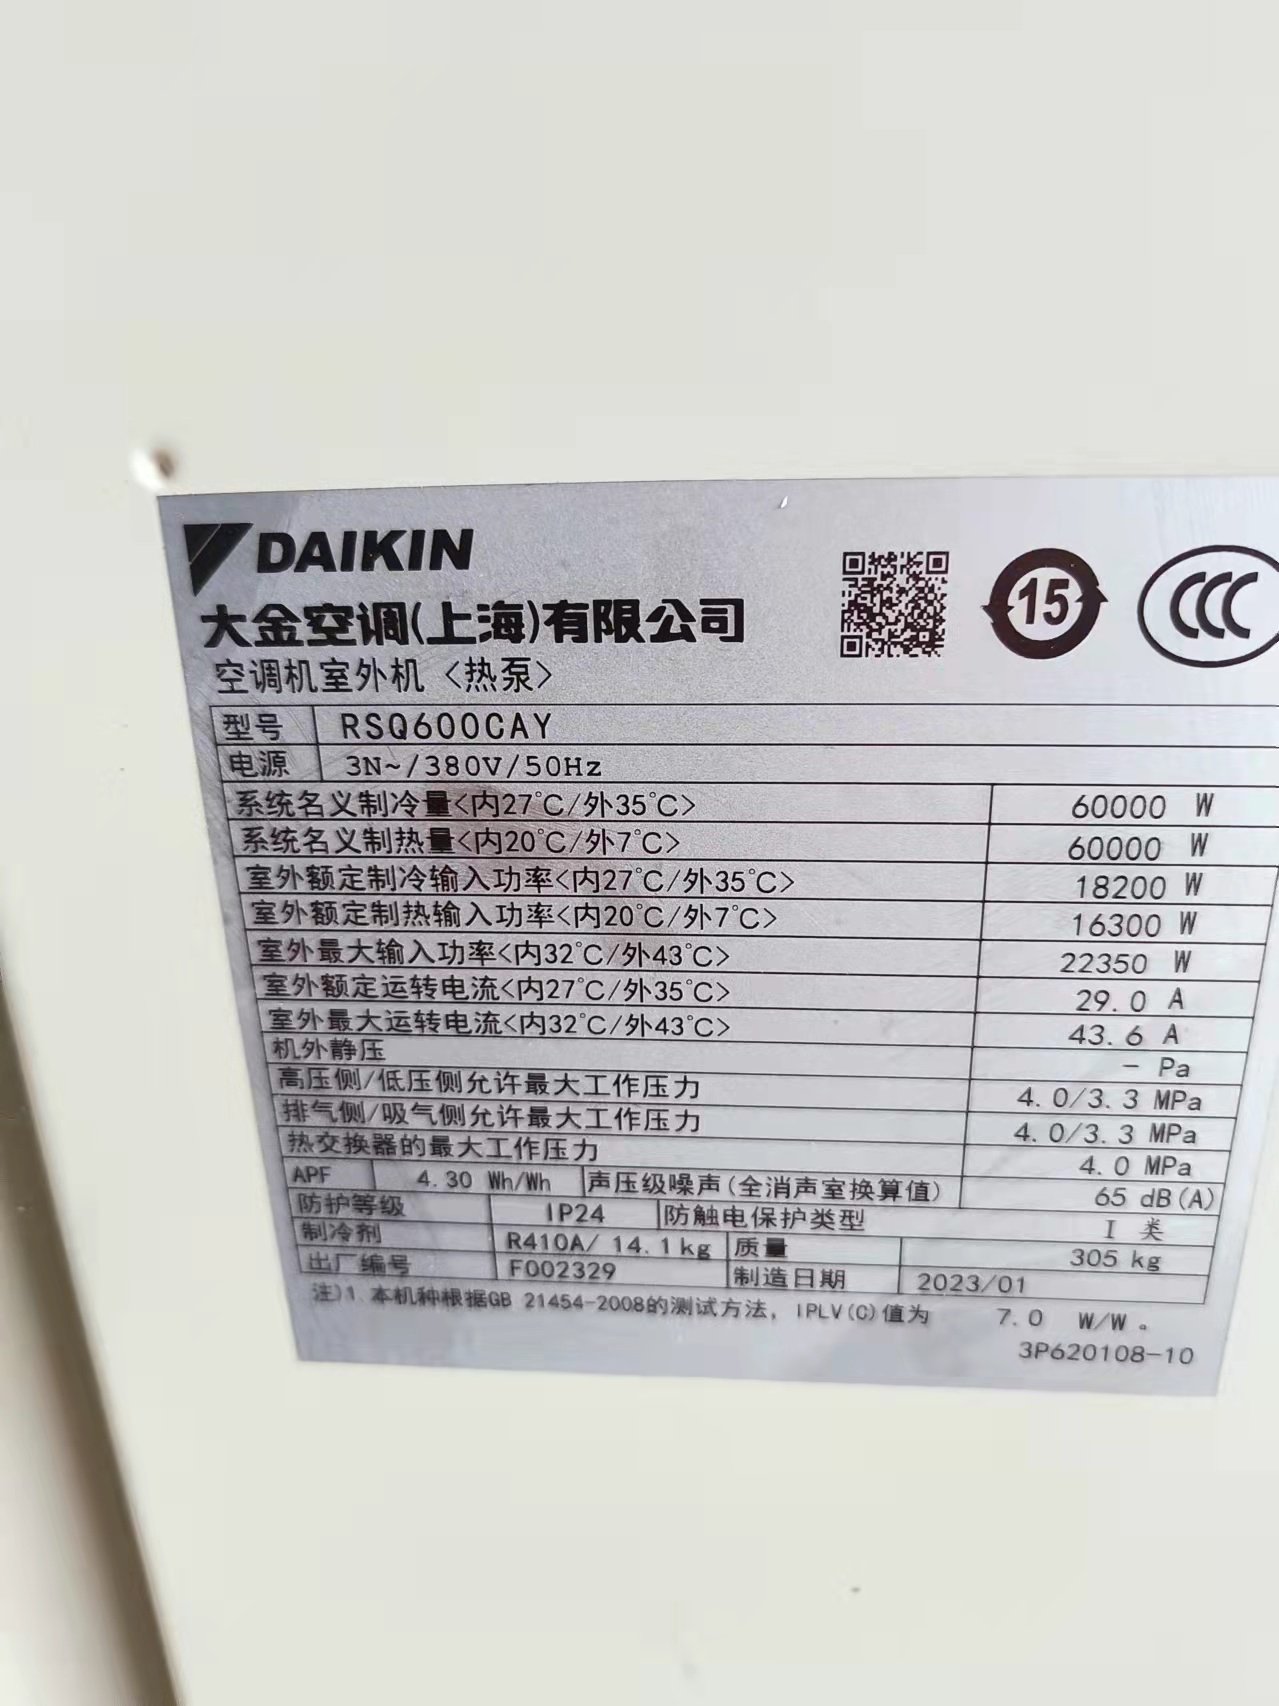 DAIKIN
大金空调(上海)有限公司
15
CCC
空调机室外机 <热泵>
型号 RSQ600CAY
电源 3N~/380V/50Hz
系统名义制冷量<内27℃/外35℃> 60000 W
系统名义制热量<内20℃/外7℃> 60000 W
室外额定制冷输入功率<内27℃/外35℃> 18200 W
室外额定制热输入功率<内20℃/外7℃> 16300 W
室外最大输入功率<内32℃/外43℃> 22350 W
室外额定运转电流<内27℃/外35℃> 29.0 A
室外最大运转电流<内32℃/外43℃> 43.6 A
机外静压 - Pa
高压侧/低压侧允许最大工作压力 4.0/3.3 MPa
排气侧/吸气侧允许最大工作压力 4.0/3.3 MPa
热交换器的最大工作压力 4.0 MPa
APF 4.30 Wh/Wh 声压级噪声(全消声室换算值) 65 dB(A)
防护等级 IP24 防触电保护类型 I 类
制冷剂 R410A/ 14.1kg 质量 305 kg
出厂编号 F002329 制造日期 2023/01
注)1.本机种根据GB 21454-2008的测试方法, IPLV(C)值为 7.0 W/W。
3P620108-10